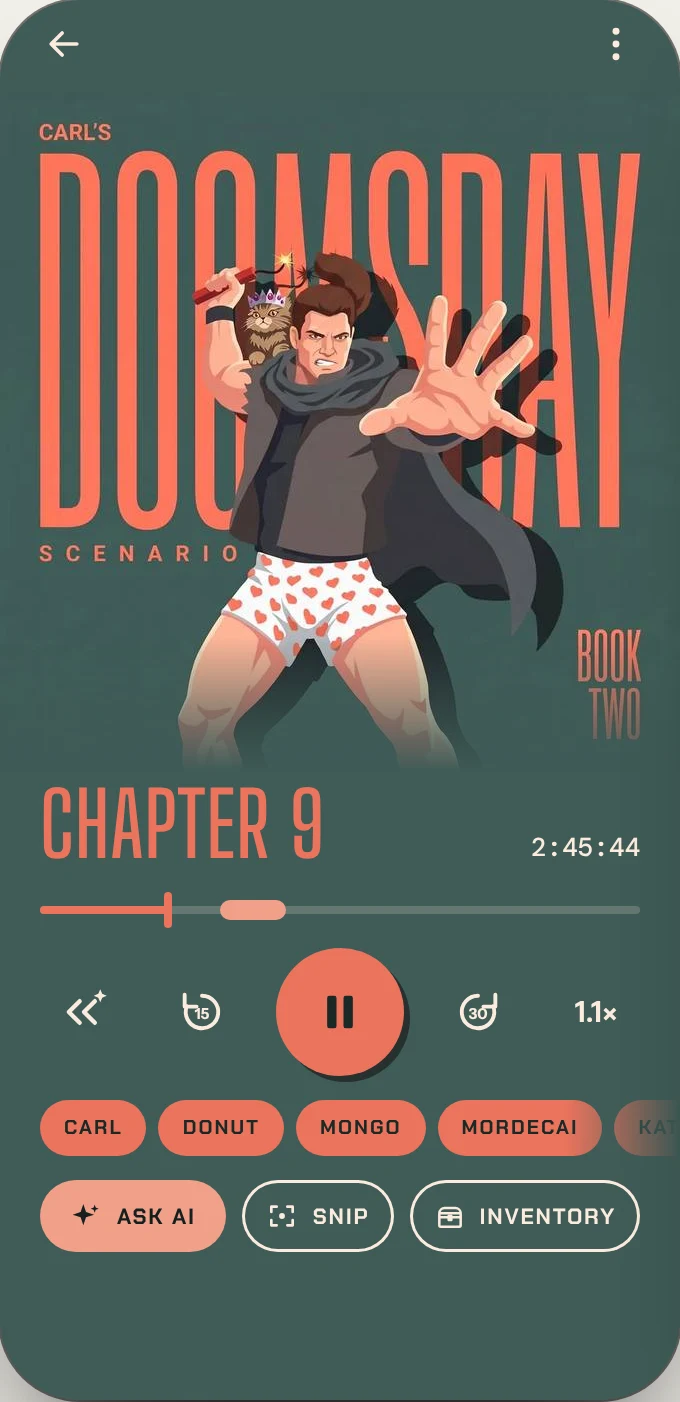 CARL'S
DOOMSDAY
SCENARIO
BOOK
TWO
CHAPTER 9
2:45:44
15
30
1.1×
CARL DONUT MONGO MORDECAI KAT
ASK AI SNIP INVENTORY